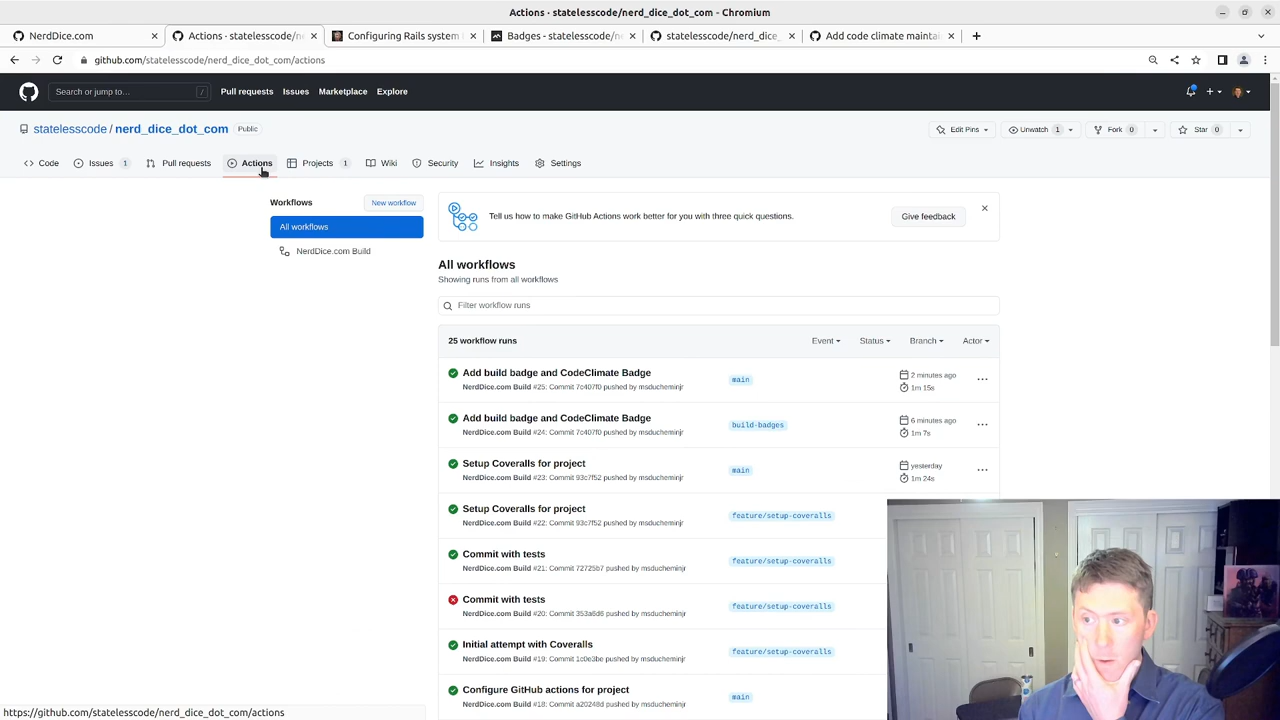 Actions · statelesscode/nerd_dice_dot_com - Chromium
NerdDice.com
Actions · statelesscode/ne
Configuring Rails system
Badges - statelesscode/ne
statelesscode/nerd_dice_
Add code climate maintai
github.com/statelesscode/nerd_dice_dot_com/actions
Search or jump to…
/
Pull requests
Issues
Marketplace
Explore
statelesscode / nerd_dice_dot_com
Public
Edit Pins
Unwatch 1
Fork 0
Star 0
Code
Issues 1
Pull requests
Actions
Projects 1
Wiki
Security
Insights
Settings
Workflows
New workflow
All workflows
NerdDice.com Build
Tell us how to make GitHub Actions work better for you with three quick questions.
Give feedback
All workflows
Showing runs from all workflows
Filter workflow runs
25 workflow runs
Event
Status
Branch
Actor
Add build badge and CodeClimate Badge
NerdDice.com Build #25: Commit 7c407f0 pushed by msducheminjr
main
2 minutes ago
1m 15s
Add build badge and CodeClimate Badge
NerdDice.com Build #24: Commit 7c407f0 pushed by msducheminjr
build-badges
6 minutes ago
1m 7s
Setup Coveralls for project
NerdDice.com Build #23: Commit 93c7f52 pushed by msducheminjr
main
yesterday
1m 24s
Setup Coveralls for project
NerdDice.com Build #22: Commit 93c7f52 pushed by msducheminjr
feature/setup-coveralls
Commit with tests
NerdDice.com Build #21: Commit 72725b7 pushed by msducheminjr
feature/setup-coveralls
Commit with tests
NerdDice.com Build #20: Commit 353a6d6 pushed by msducheminjr
feature/setup-coveralls
Initial attempt with Coveralls
NerdDice.com Build #19: Commit 1c0e3be pushed by msducheminjr
feature/setup-coveralls
Configure GitHub actions for project
NerdDice.com Build #18: Commit a20248d pushed by msducheminjr
main
https://github.com/statelesscode/nerd_dice_dot_com/actions